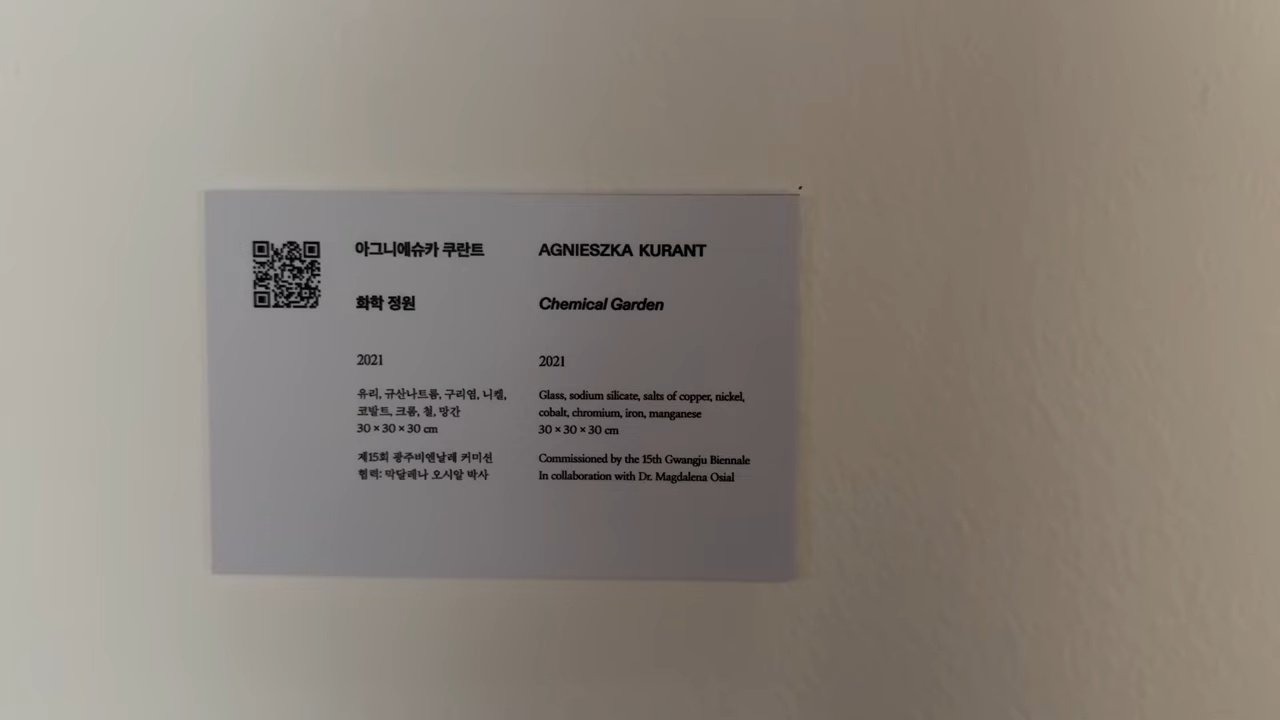 아그니에슈카 쿠란트
화학 정원
2021
유리, 규산나트륨, 구리염, 니켈,
코발트, 크롬, 철, 망간
30 × 30 × 30 cm
제15회 광주비엔날레 커미션
협력: 막달레나 오시알 박사
AGNIESZKA KURANT
Chemical Garden
2021
Glass, sodium silicate, salts of copper, nickel,
cobalt, chromium, iron, manganese
30 × 30 × 30 cm
Commissioned by the 15th Gwangju Biennale
In collaboration with Dr. Magdalena Osial